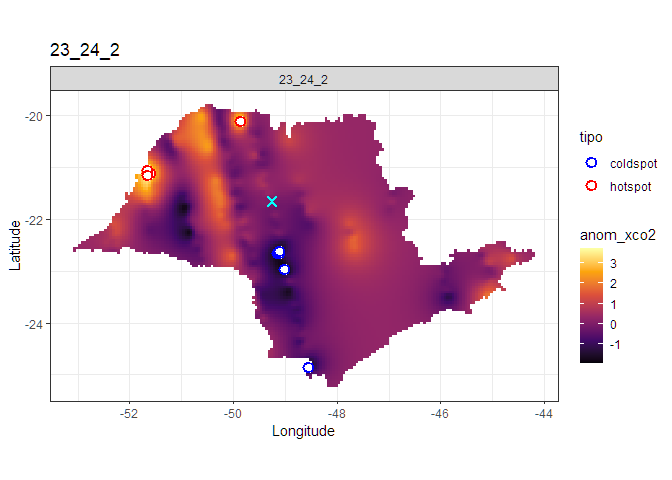 23_24_2
23_24_2
-20
-22
-24
Latitude
-52 -50 -48 -46 -44
Longitude
tipo
coldspot
hotspot
anom_xco2
3
2
1
0
-1